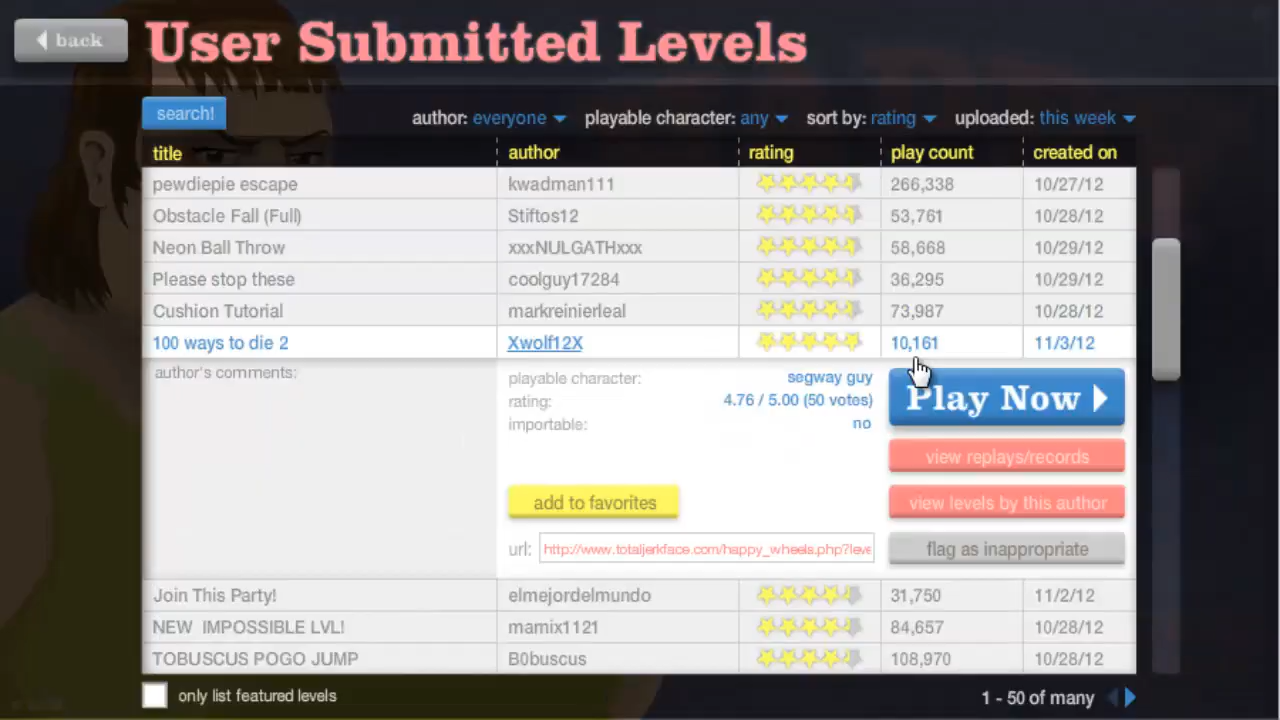 back
User Submitted Levels
search!
author: everyone playable character: any sort by: rating uploaded: this week
title author rating play count created on
pewdiepie escape kwadman111 266,338 10/27/12
Obstacle Fall (Full) Stiftos12 53,761 10/28/12
Neon Ball Throw xxxNULGATHxxx 58,668 10/29/12
Please stop these coolguy17284 36,295 10/29/12
Cushion Tutorial markreinierleal 73,987 10/28/12
100 ways to die 2 Xwolf12X 10,161 11/3/12
author's comments:
playable character: segway guy
rating: 4.76 / 5.00 (50 votes)
importable: no
Play Now
view replays/records
add to favorites
view levels by this author
url: http://www.totaljerkface.com/happy_wheels.php?leve
flag as inappropriate
Join This Party! elmejordelmundo 31,750 11/2/12
NEW IMPOSSIBLE LVL! mamix1121 84,657 10/28/12
TOBUSCUS POGO JUMP B0buscus 108,970 10/28/12
only list featured levels
1 - 50 of many